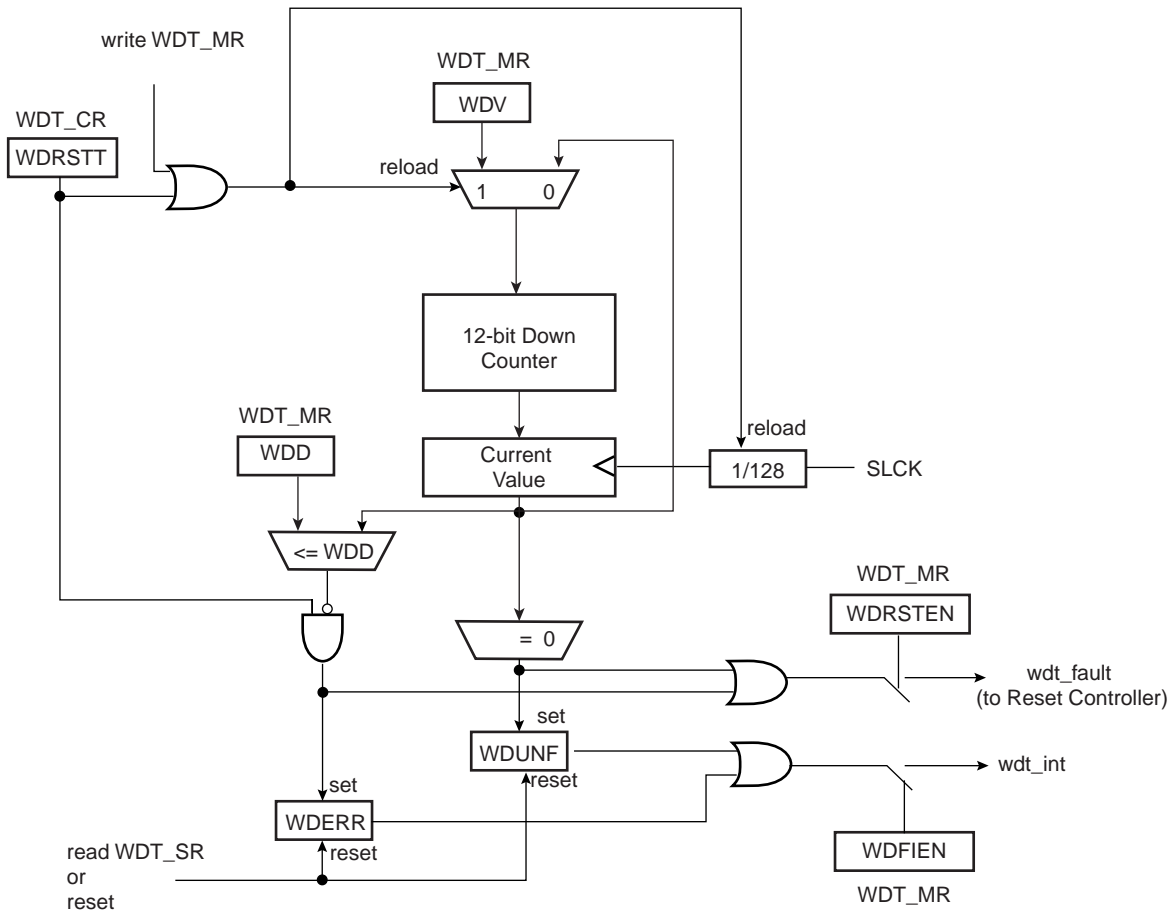 write WDT_MR
WDT_MR
WDV
WDT_CR
WDRSTT
reload
1 0
12-bit Down
Counter
WDT_MR
WDD
reload
Current
Value
1/128
SLCK
<= WDD
WDT_MR
WDRSTEN
= 0
wdt_fault
(to Reset Controller)
set
WDUNF
reset
wdt_int
set
WDERR
reset
WDFIEN
read WDT_SR
or
reset
WDT_MR